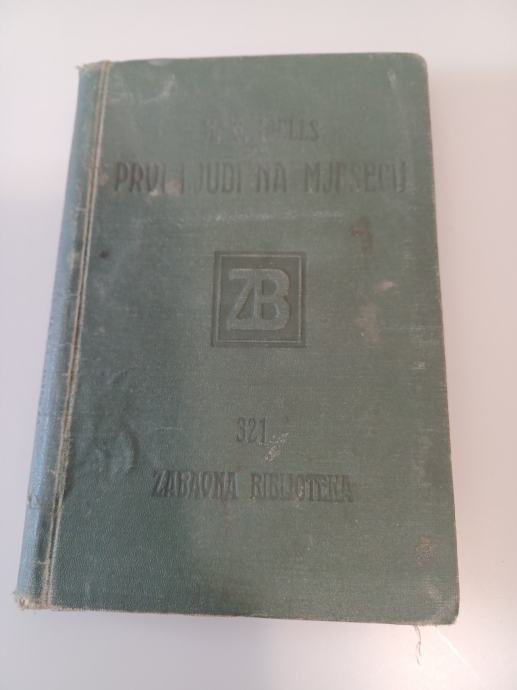 H. G. WELLS
PRVI LJUDI NA MJESECU
ZB
321
ZABAVNA BIBLIOTEKA